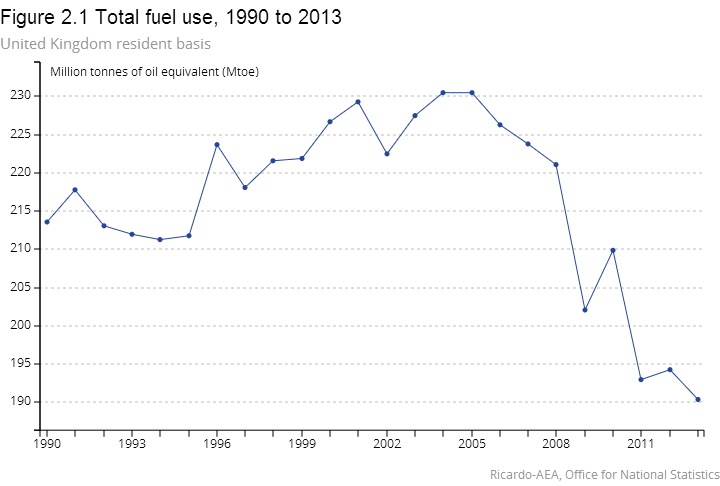 Figure 2.1 Total fuel use, 1990 to 2013
United Kingdom resident basis
Million tonnes of oil equivalent (Mtoe)
230
225
220
215
210
205
200
195
190
1990 1993 1996 1999 2002 2005 2008 2011
Ricardo-AEA, Office for National Statistics